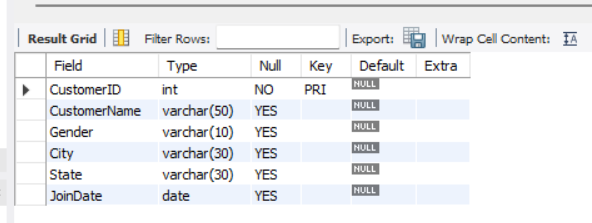 Result Grid Filter Rows: Export: Wrap Cell Content: IA
Field Type Null Key Default Extra
CustomerID int NO PRI NULL
CustomerName varchar(50) YES NULL
Gender varchar(10) YES NULL
City varchar(30) YES NULL
State varchar(30) YES NULL
JoinDate date YES NULL